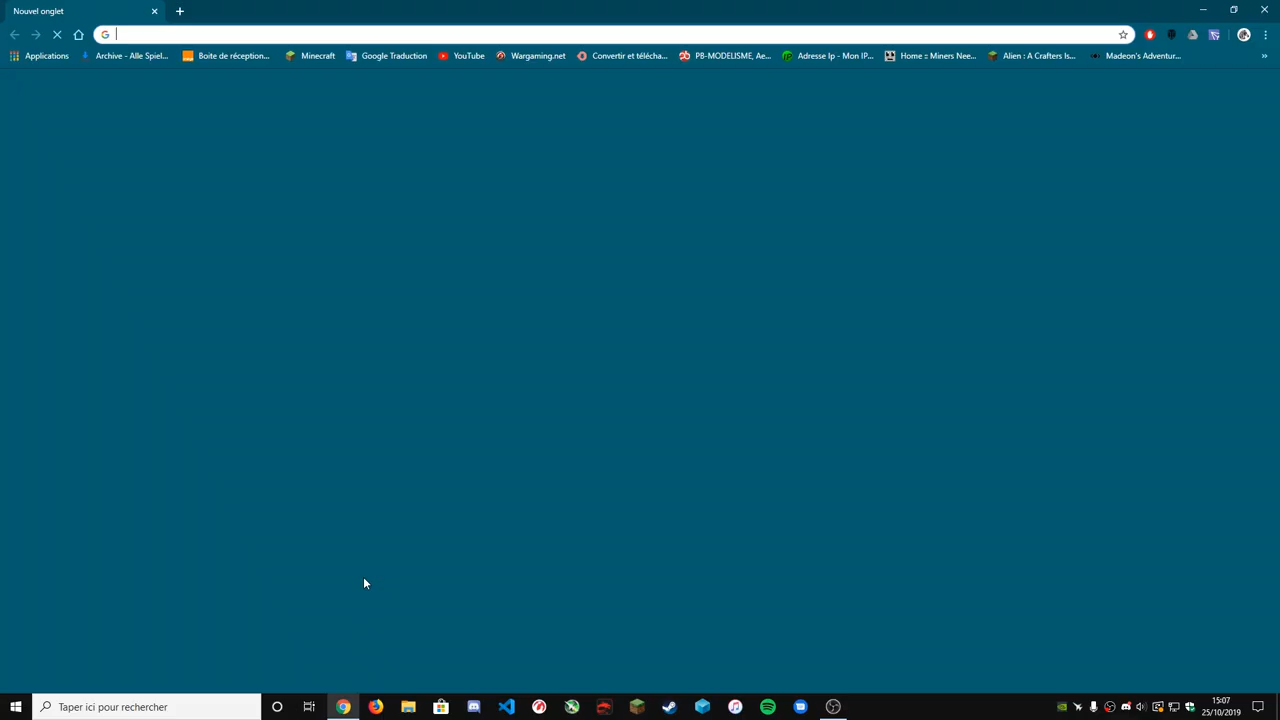 Nouvel onglet
Applications Archive - Alle Spiel... Boite de réception... Minecraft Google Traduction YouTube Wargaming.net Convertir et télécha... PB-MODELISME, Ae... Adresse Ip - Mon IP... Home :: Miners Nee... Alien : A Crafters Is... Madeon's Adventur... »
Taper ici pour rechercher
15:07
25/10/2019